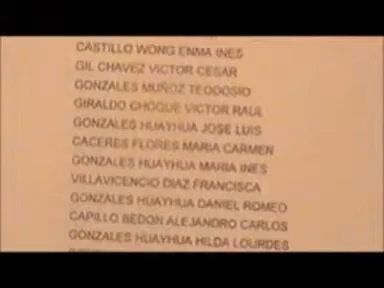 CASTILLO WONG ENMA INES
GIL CHAVEZ VICTOR CESAR
GONZALES MUÑOZ TEODOSIO
GIRALDO CHOQUE VICTOR RAUL
GONZALES HUAYHUA JOSE LUIS
CACERES FLORES MARIA CARMEN
GONZALES HUAYHUA MARIA INES
VILLAVICENCIO DIAZ FRANCISCA
GONZALES HUAYHUA DANIEL ROMEO
CAPILLO BEDON ALEJANDRO CARLOS
GONZALES HUAYHUA HILDA LOURDES